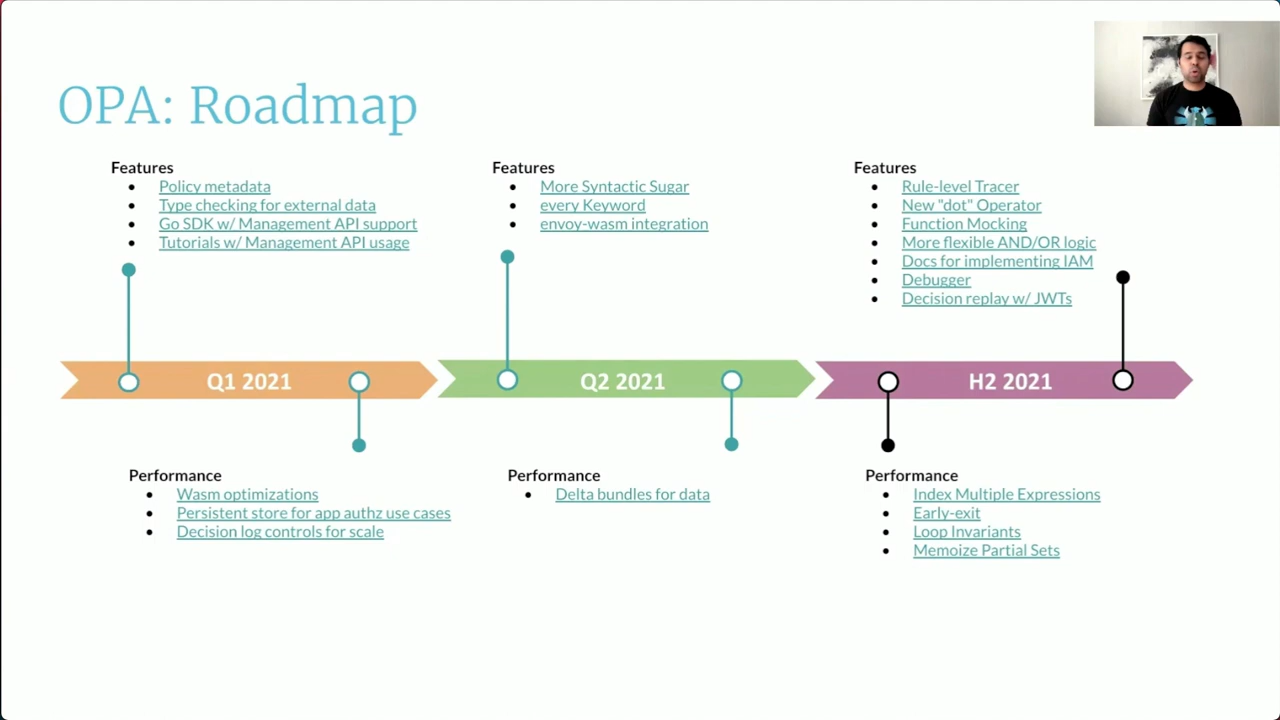 OPA: Roadmap
Features
Policy metadata
Type checking for external data
Go SDK w/ Management API support
Tutorials w/ Management API usage
Features
More Syntactic Sugar
every Keyword
envoy-wasm integration
Features
Rule-level Tracer
New "dot" Operator
Function Mocking
More flexible AND/OR logic
Docs for implementing IAM
Debugger
Decision replay w/ JWTs
Q1 2021
Q2 2021
H2 2021
Performance
Wasm optimizations
Persistent store for app authz use cases
Decision log controls for scale
Performance
Delta bundles for data
Performance
Index Multiple Expressions
Early-exit
Loop Invariants
Memoize Partial Sets